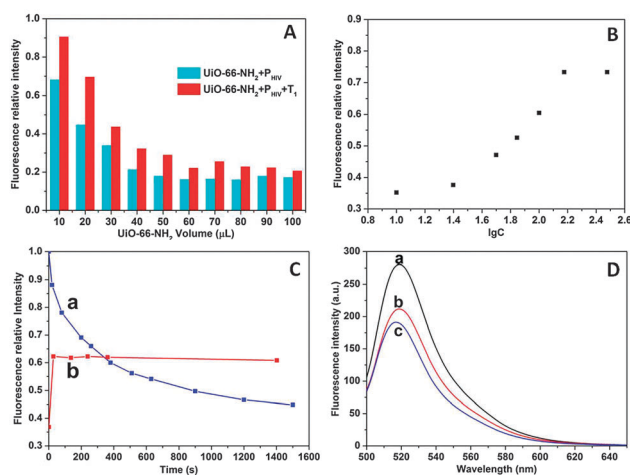 A
Fluorescence relative intensity
1.0
0.8
0.6
0.4
0.2
0.0
UiO-66-NH₂+P_HIV
UiO-66-NH₂+P_HIV+T₁
10 20 30 40 50 60 70 80 90 100
UiO-66-NH₂ Volume (μL)
B
Fluorescence relative intensity
0.9
0.8
0.7
0.6
0.5
0.4
0.3
0.8 1.0 1.2 1.4 1.6 1.8 2.0 2.2 2.4 2.6
lgC
C
Fluorescence relative Intensity
1.0
0.9
0.8
0.7
0.6
0.5
0.4
0.3
a
b
0 200 400 600 800 1000 1200 1400 1600
Time (s)
D
Fluorescence intensity (a.u.)
300
250
200
150
100
50
0
a
b
c
500 520 540 560 580 600 620 640
Wavelength (nm)